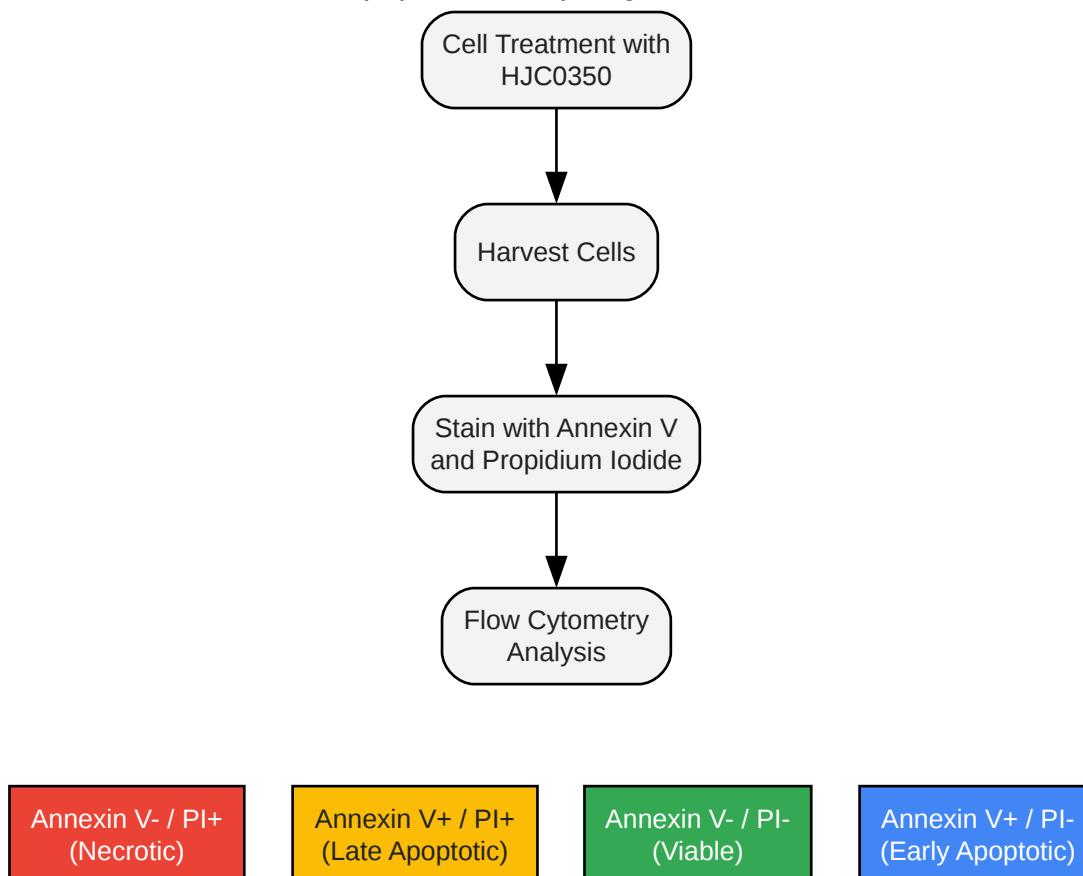 Cell Treatment with
HJC0350
Harvest Cells
Stain with Annexin V
and Propidium Iodide
Flow Cytometry
Analysis
Annexin V- / PI+
(Necrotic)
Annexin V+ / PI+
(Late Apoptotic)
Annexin V- / PI-
(Viable)
Annexin V+ / PI-
(Early Apoptotic)